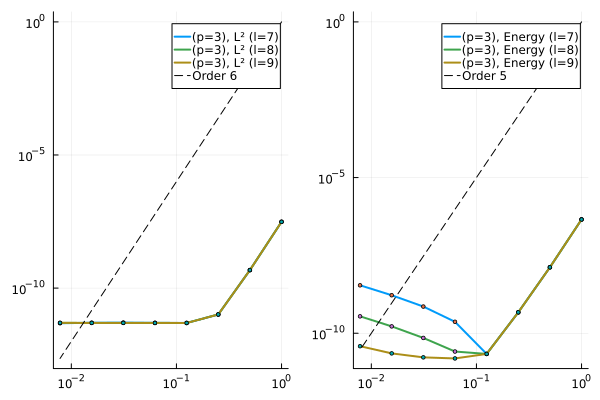 10⁰
10⁻⁵
10⁻¹⁰
10⁻²
10⁻¹
10⁰
(p=3), L² (l=7)
(p=3), L² (l=8)
(p=3), L² (l=9)
Order 6
10⁰
10⁻⁵
10⁻¹⁰
10⁻²
10⁻¹
10⁰
(p=3), Energy (l=7)
(p=3), Energy (l=8)
(p=3), Energy (l=9)
Order 5